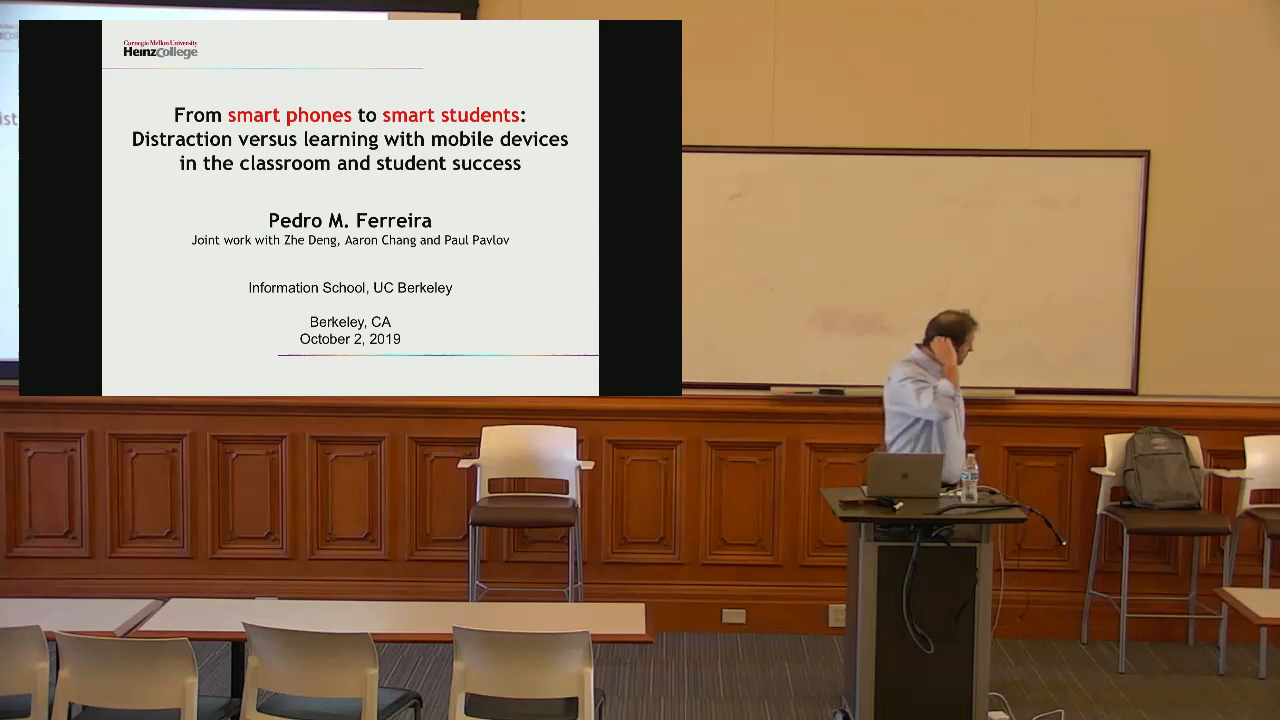 Carnegie Mellon University
HeinzCollege
From smart phones to smart students:
Distraction versus learning with mobile devices
in the classroom and student success
Pedro M. Ferreira
Joint work with Zhe Deng, Aaron Chang and Paul Pavlov
Information School, UC Berkeley
Berkeley, CA
October 2, 2019
ist